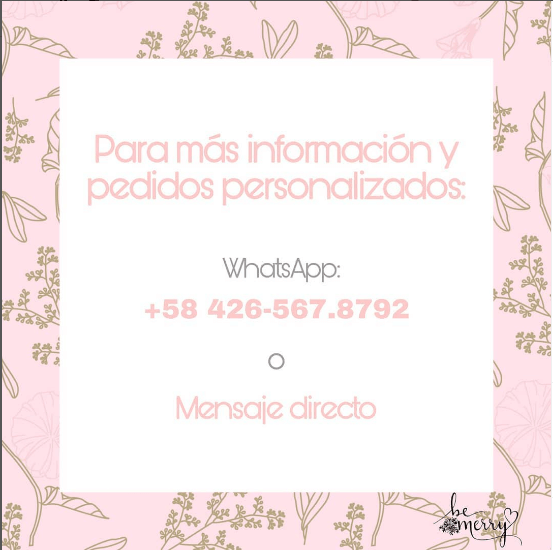 Para más información y
pedidos personalizados:
WhatsApp:
+58 426-567.8792
o
Mensaje directo
be
merry